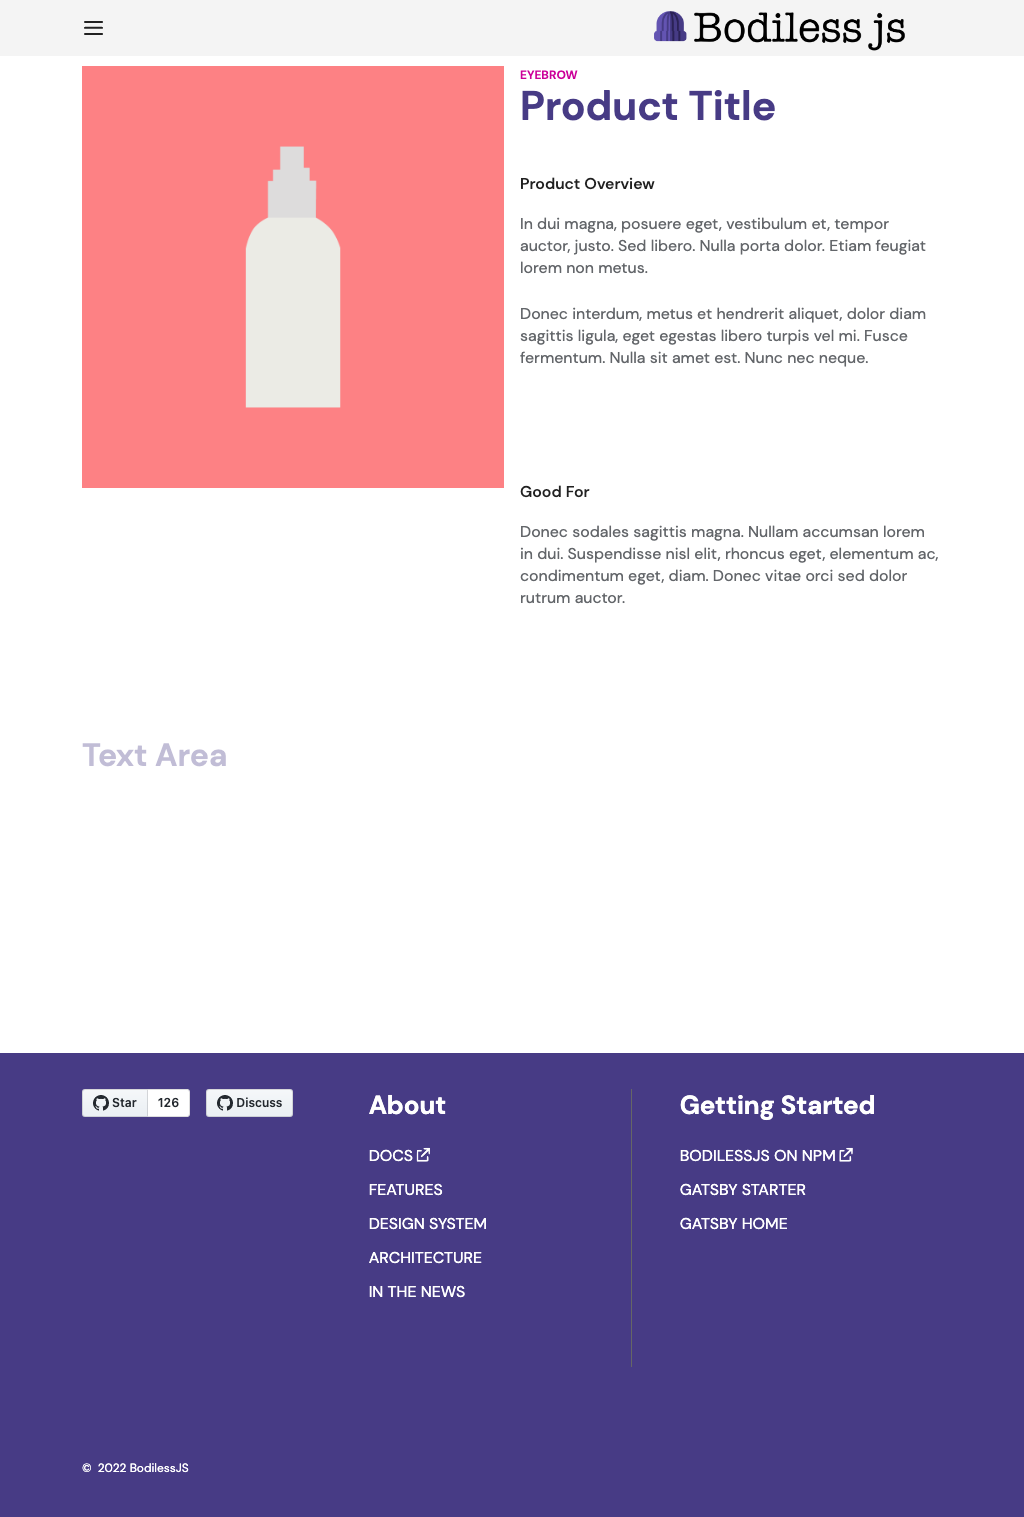 Bodiless js
EYEBROW
Product Title
Product Overview
In dui magna, posuere eget, vestibulum et, tempor
auctor, justo. Sed libero. Nulla porta dolor. Etiam feugiat
lorem non metus.
Donec interdum, metus et hendrerit aliquet, dolor diam
sagittis ligula, eget egestas libero turpis vel mi. Fusce
fermentum. Nulla sit amet est. Nunc nec neque.
Good For
Donec sodales sagittis magna. Nullam accumsan lorem
in dui. Suspendisse nisl elit, rhoncus eget, elementum ac,
condimentum eget, diam. Donec vitae orci sed dolor
rutrum auctor.
Text Area
Star 126 Discuss
About
DOCS
FEATURES
DESIGN SYSTEM
ARCHITECTURE
IN THE NEWS
Getting Started
BODILESSJS ON NPM
GATSBY STARTER
GATSBY HOME
© 2022 BodilessJS